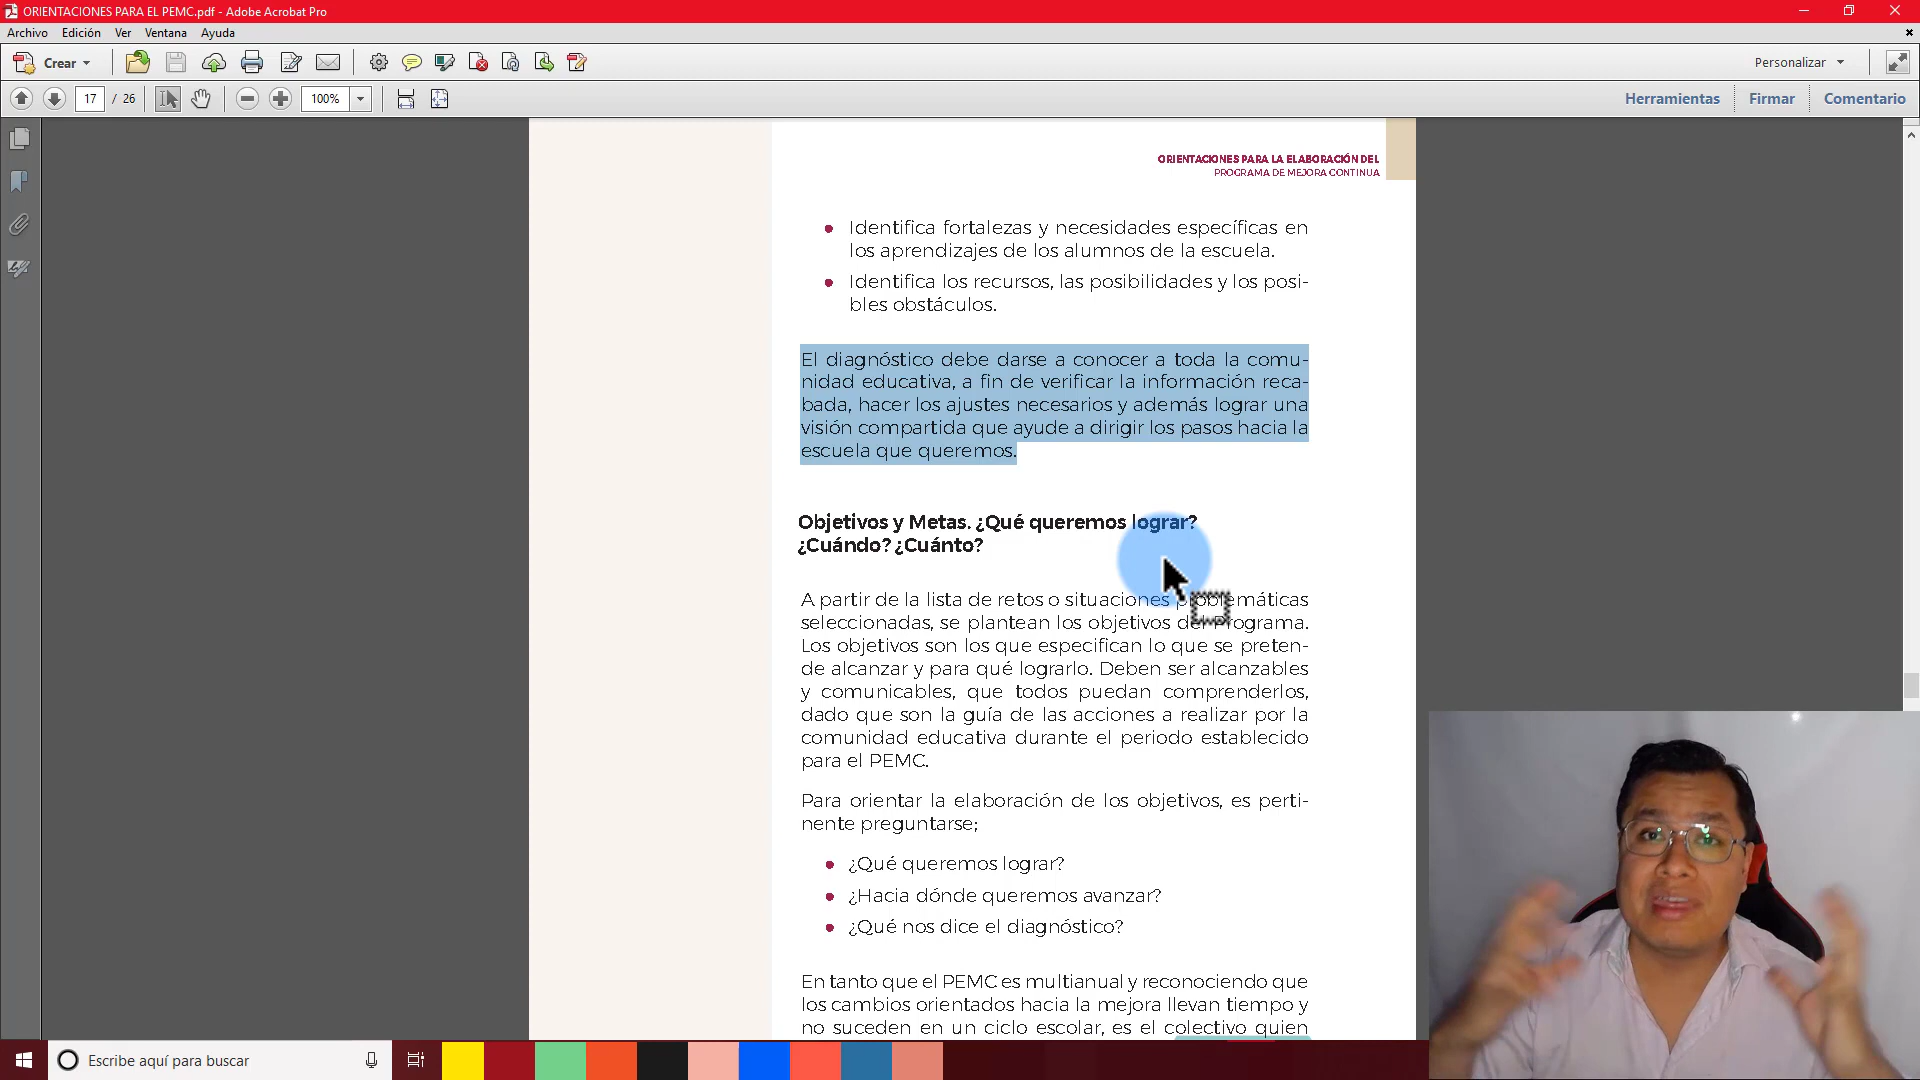 ORIENTACIONES PARA EL PEMC.pdf - Adobe Acrobat Pro
Archivo Edición Ver Ventana Ayuda
Crear
Personalizar
17 / 26
100%
Herramientas Firmar Comentario
ORIENTACIONES PARA LA ELABORACIÓN DEL
PROGRAMA DE MEJORA CONTINUA
Identifica fortalezas y necesidades específicas en
los aprendizajes de los alumnos de la escuela.
Identifica los recursos, las posibilidades y los posi-
bles obstáculos.
El diagnóstico debe darse a conocer a toda la comu-
nidad educativa, a fin de verificar la información reca-
bada, hacer los ajustes necesarios y además lograr una
visión compartida que ayude a dirigir los pasos hacia la
escuela que queremos.
Objetivos y Metas. ¿Qué queremos lograr?
¿Cuándo? ¿Cuánto?
A partir de la lista de retos o situaciones problemáticas
seleccionadas, se plantean los objetivos del Programa.
Los objetivos son los que especifican lo que se preten-
de alcanzar y para qué lograrlo. Deben ser alcanzables
y comunicables, que todos puedan comprenderlos,
dado que son la guía de las acciones a realizar por la
comunidad educativa durante el periodo establecido
para el PEMC.
Para orientar la elaboración de los objetivos, es perti-
nente preguntarse;
¿Qué queremos lograr?
¿Hacia dónde queremos avanzar?
¿Qué nos dice el diagnóstico?
En tanto que el PEMC es multianual y reconociendo que
los cambios orientados hacia la mejora llevan tiempo y
no suceden en un ciclo escolar, es el colectivo quien
Escribe aquí para buscar